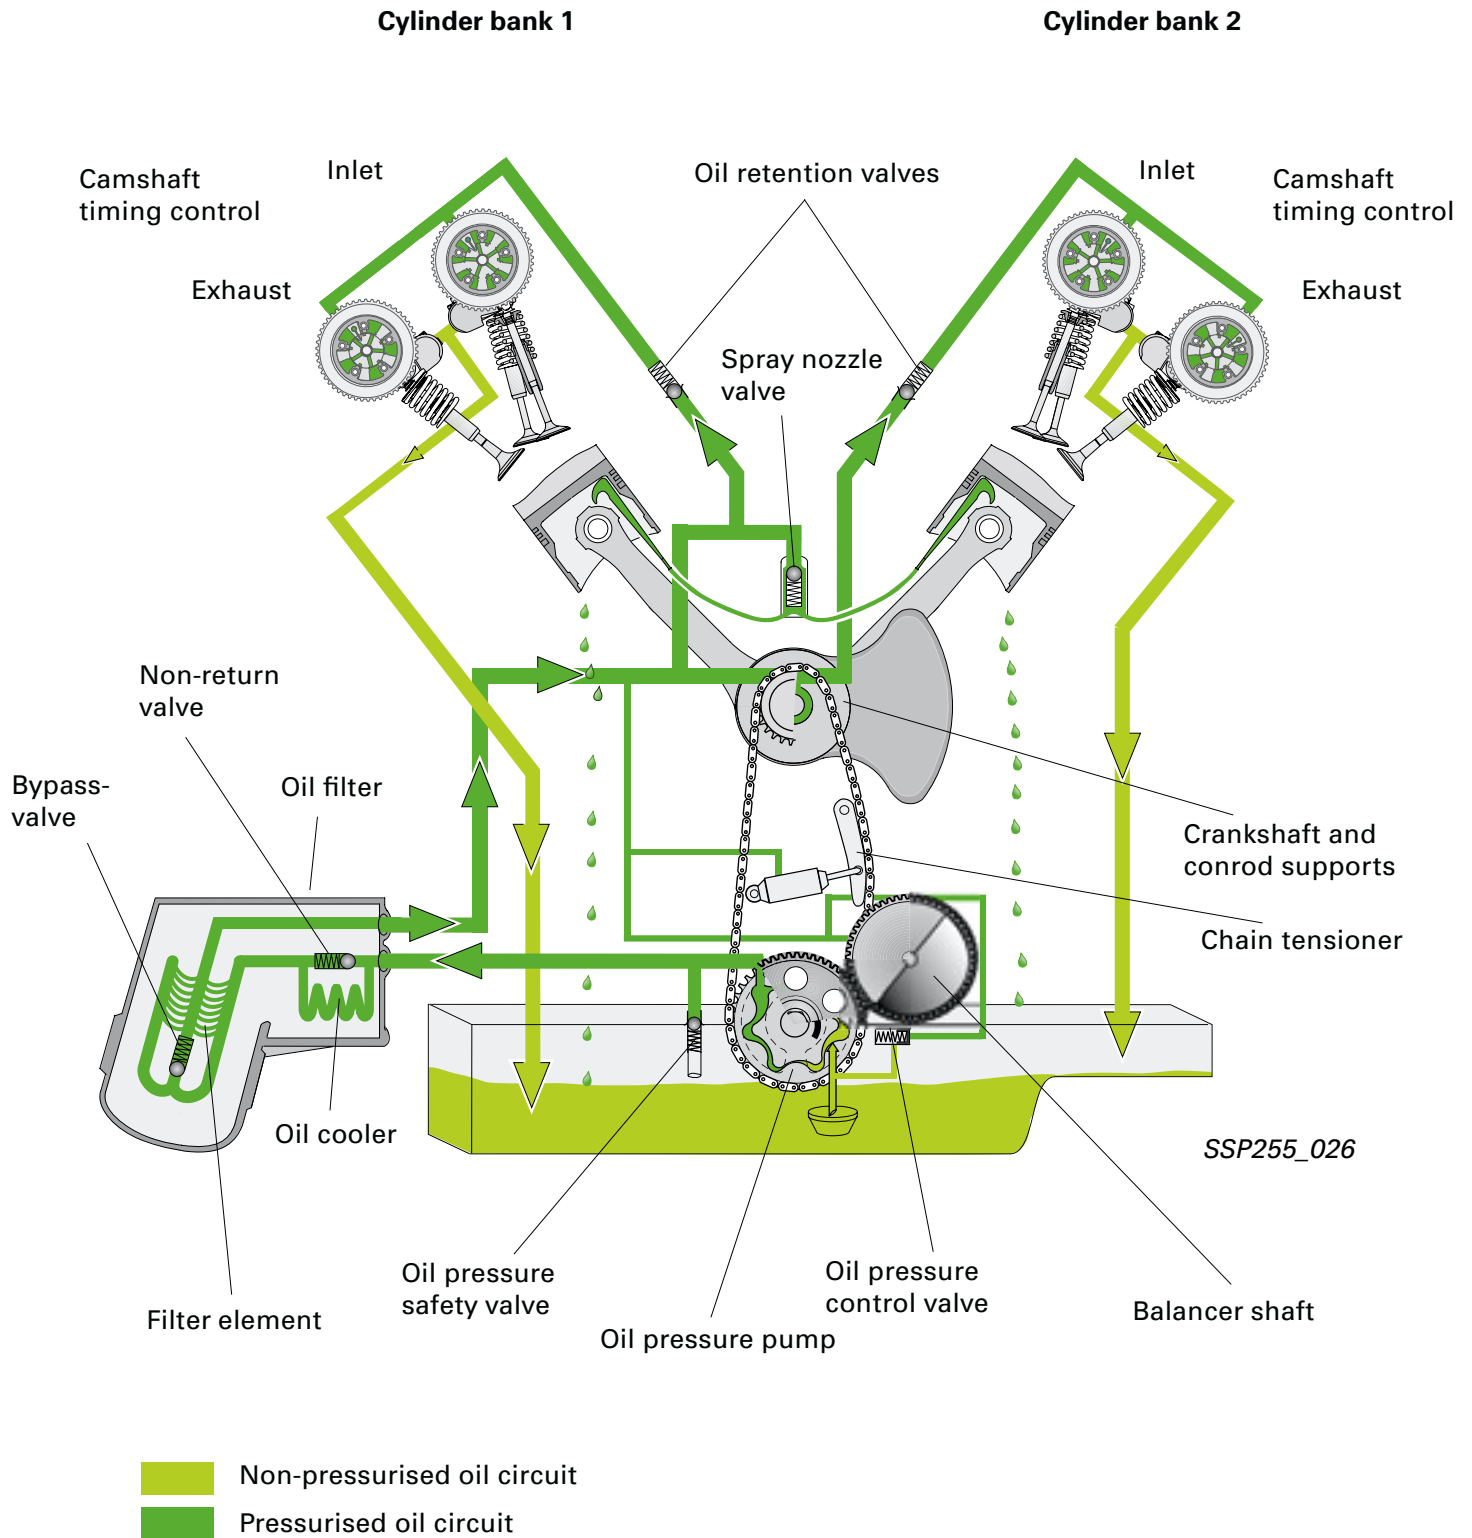 Cylinder bank 1
Cylinder bank 2
Inlet
Oil retention valves
Inlet
Camshaft
timing control
Camshaft
timing control
Exhaust
Exhaust
Spray nozzle
valve
Non-return
valve
Bypass-
valve
Oil filter
Crankshaft and
conrod supports
Chain tensioner
Oil cooler
SSP255_026
Oil pressure
safety valve
Oil pressure
control valve
Filter element
Oil pressure pump
Balancer shaft
Non-pressurised oil circuit
Pressurised oil circuit